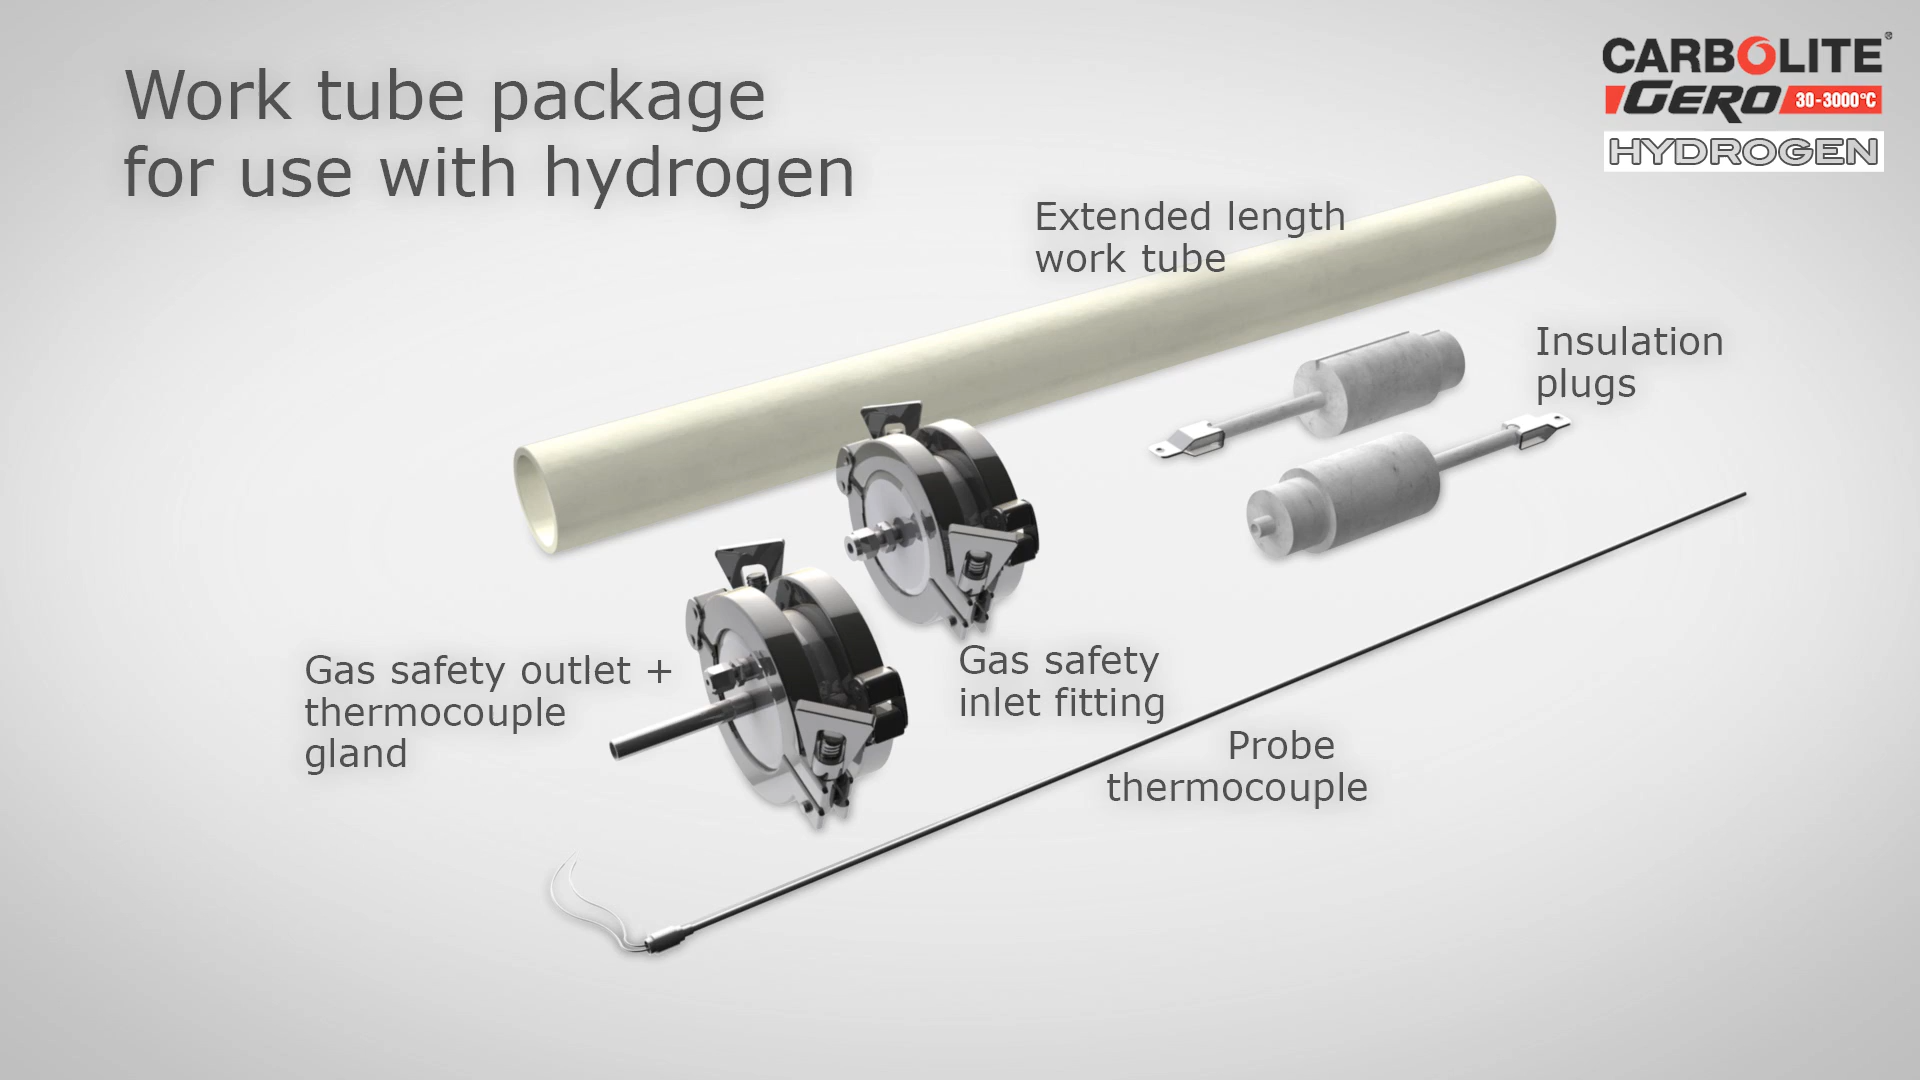 Work tube package
for use with hydrogen
CARBOLITE®
GERO 30-3000°C
HYDROGEN
Extended length
work tube
Insulation
plugs
Gas safety outlet +
thermocouple
gland
Gas safety
inlet fitting
Probe
thermocouple